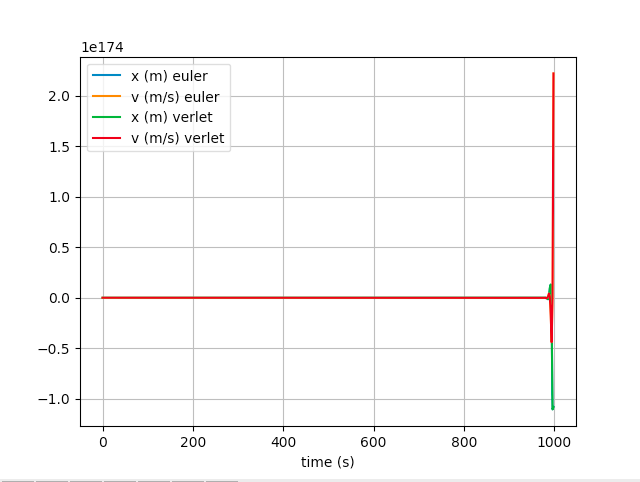 1e174
x (m) euler
v (m/s) euler
x (m) verlet
v (m/s) verlet
2.0
1.5
1.0
0.5
0.0
−0.5
−1.0
0 200 400 600 800 1000
time (s)